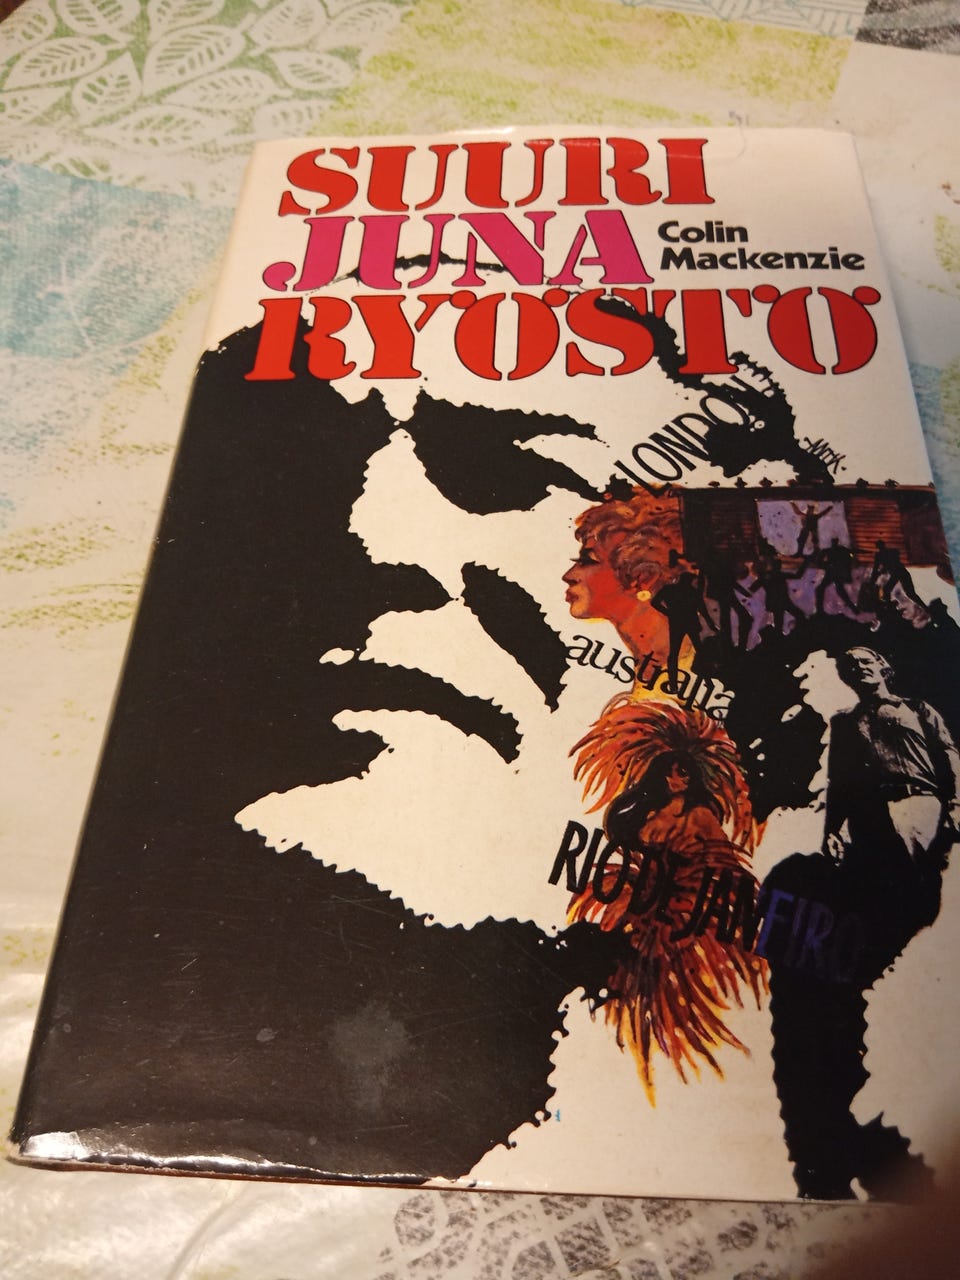 SUURI
JUNA
Colin
Mackenzie
RYÖSTÖ
LONDON
australia
RIO DE JANEIRO